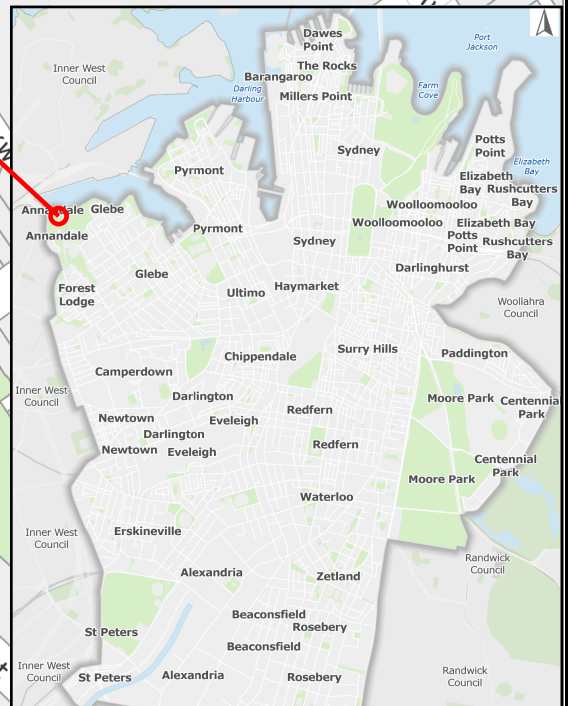 Dawes
Point
Port
Jackson
Inner West
Council
The Rocks
Barangaroo
Darling
Harbour
Millers Point
Farm
Cove
Sydney
Potts
Point
Elizabeth
Bay
Pyrmont
Elizabeth
Bay
Rushcutters
Bay
Woolloomooloo
Annandale
Glebe
Woolloomooloo
Elizabeth Bay
Pyrmont
Annandale
Sydney
Potts
Point
Rushcutters
Bay
Darlinghurst
Glebe
Forest
Lodge
Ultimo
Haymarket
Woollahra
Council
Chippendale
Surry Hills
Paddington
Camperdown
Inner West
Council
Darlington
Moore Park
Centennial
Park
Redfern
Newtown
Eveleigh
Darlington
Redfern
Newtown
Eveleigh
Centennial
Park
Moore Park
Waterloo
Erskineville
Inner West
Council
Randwick
Council
Alexandria
Zetland
Beaconsfield
Rosebery
St Peters
Beaconsfield
Inner West
Council
St Peters
Alexandria
Rosebery
Randwick
Council